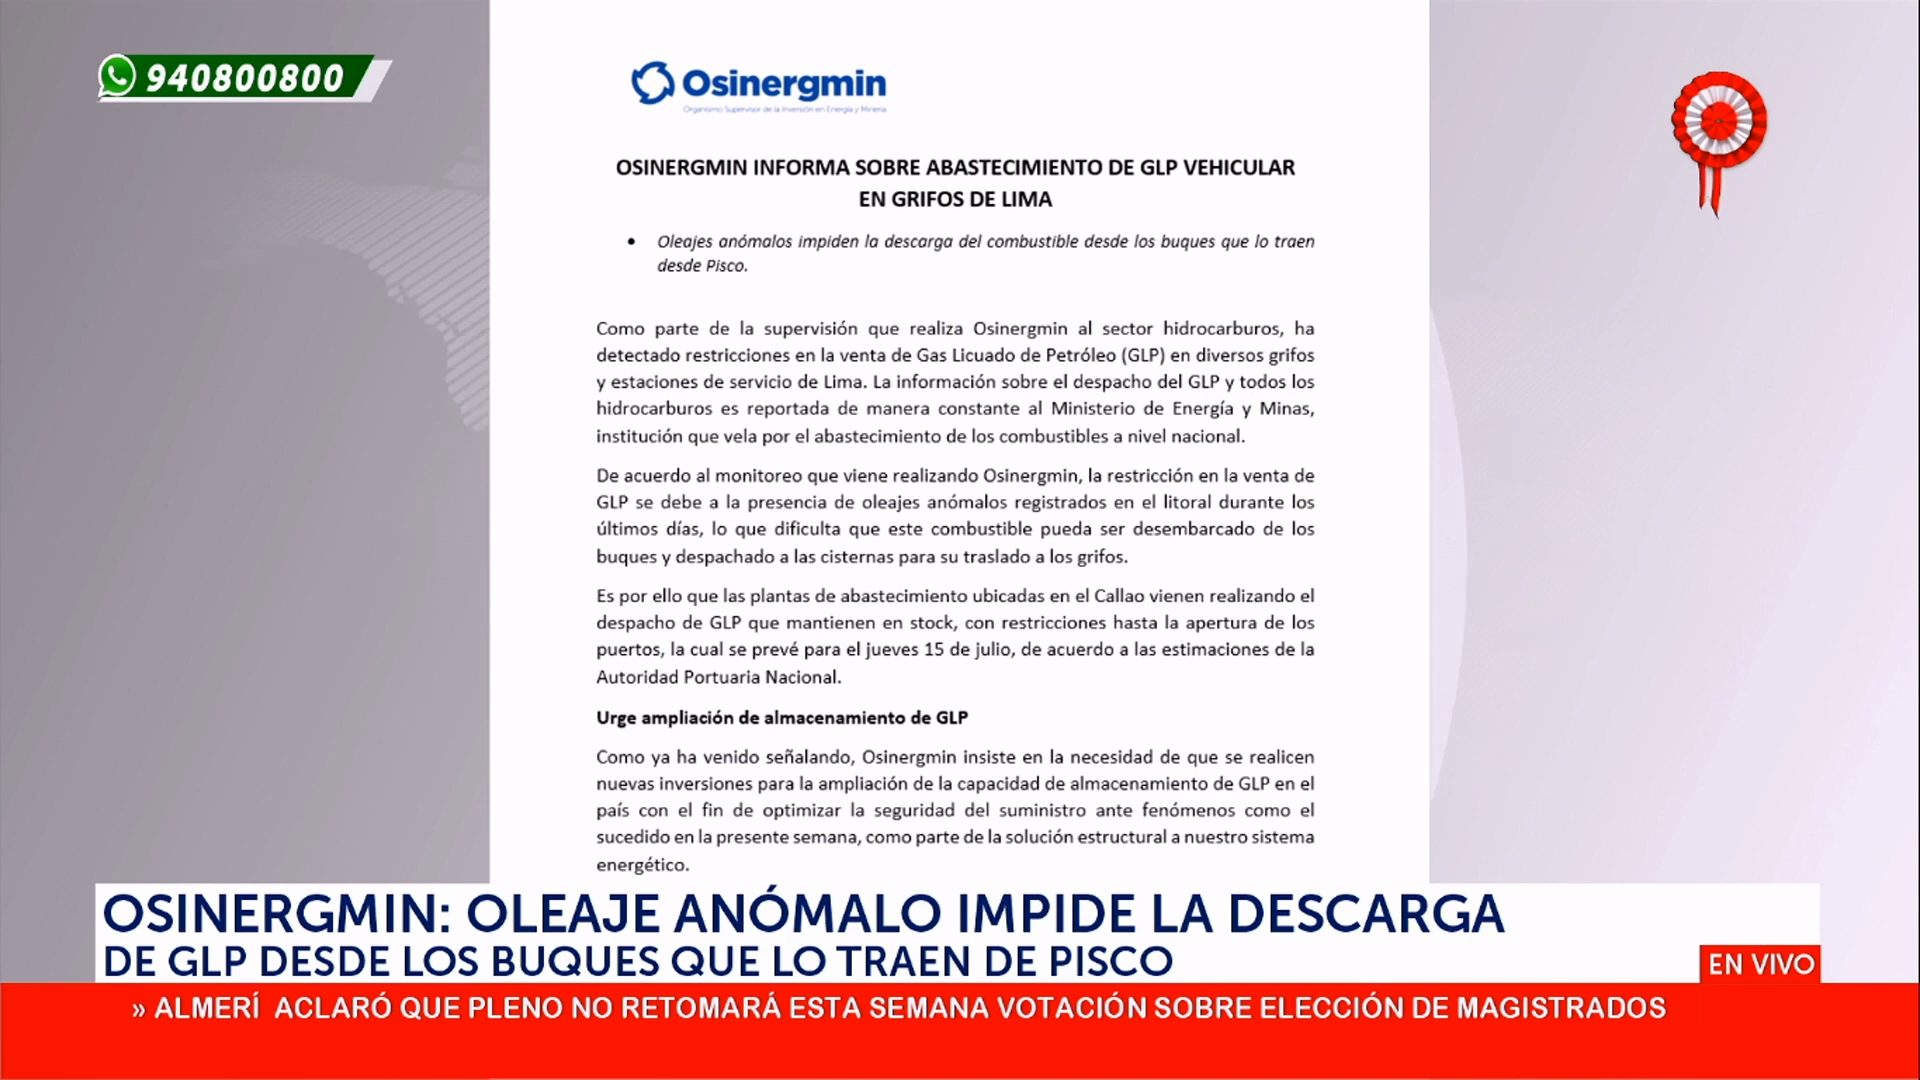 940800800
Osinergmin
Organismo Supervisor de la Inversión en Energía y Minería
OSINERGMIN INFORMA SOBRE ABASTECIMIENTO DE GLP VEHICULAR
EN GRIFOS DE LIMA
• Oleajes anómalos impiden la descarga del combustible desde los buques que lo traen
desde Pisco.
Como parte de la supervisión que realiza Osinergmin al sector hidrocarburos, ha
detectado restricciones en la venta de Gas Licuado de Petróleo (GLP) en diversos grifos
y estaciones de servicio de Lima. La información sobre el despacho del GLP y todos los
hidrocarburos es reportada de manera constante al Ministerio de Energía y Minas,
institución que vela por el abastecimiento de los combustibles a nivel nacional.
De acuerdo al monitoreo que viene realizando Osinergmin, la restricción en la venta de
GLP se debe a la presencia de oleajes anómalos registrados en el litoral durante los
últimos días, lo que dificulta que este combustible pueda ser desembarcado de los
buques y despachado a las cisternas para su traslado a los grifos.
Es por ello que las plantas de abastecimiento ubicadas en el Callao vienen realizando el
despacho de GLP que mantienen en stock, con restricciones hasta la apertura de los
puertos, la cual se prevé para el jueves 15 de julio, de acuerdo a las estimaciones de la
Autoridad Portuaria Nacional.
Urge ampliación de almacenamiento de GLP
Como ya ha venido señalando, Osinergmin insiste en la necesidad de que se realicen
nuevas inversiones para la ampliación de la capacidad de almacenamiento de GLP en el
país con el fin de optimizar la seguridad del suministro ante fenómenos como el
sucedido en la presente semana, como parte de la solución estructural a nuestro sistema
energético.
OSINERGMIN: OLEAJE ANÓMALO IMPIDE LA DESCARGA
DE GLP DESDE LOS BUQUES QUE LO TRAEN DE PISCO
EN VIVO
» ALMERÍ ACLARÓ QUE PLENO NO RETOMARÁ ESTA SEMANA VOTACIÓN SOBRE ELECCIÓN DE MAGISTRADOS